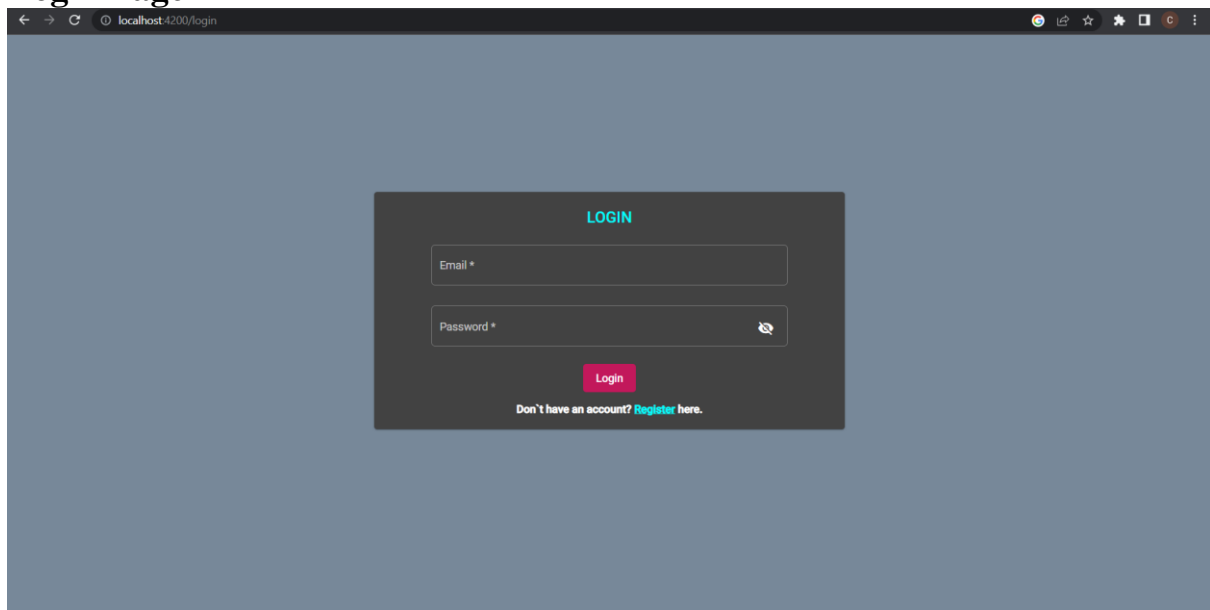 localhost:4200/login
C
LOGIN
Email *
Password *
Login
Don`t have an account? Register here.